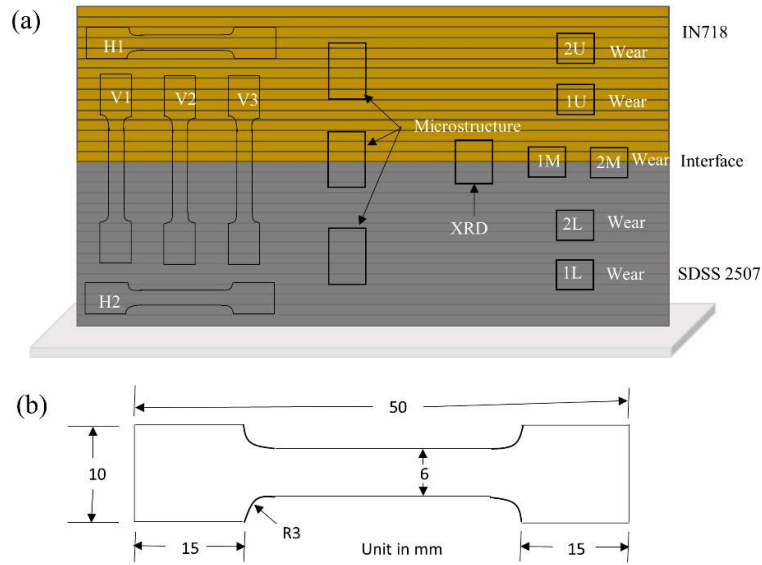 (a)
IN718
H1
2U Wear
V1 V2 V3
1U Wear
Microstructure
1M 2M Wear Interface
XRD
2L Wear
1L Wear SDSS 2507
H2
(b)
50
10
6
R3
15 Unit in mm 15